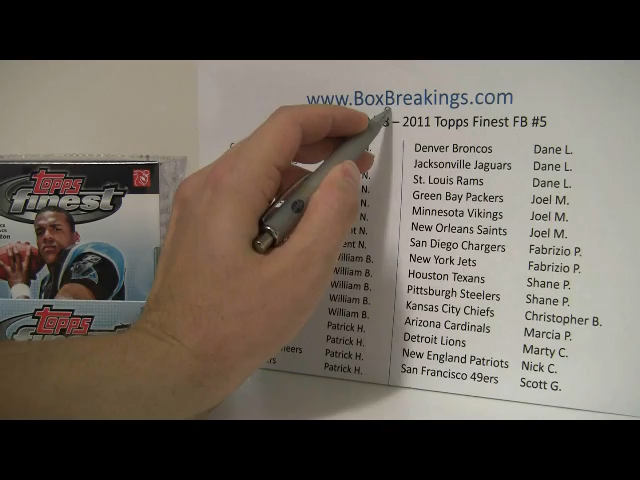 www.BoxBreakings.com
– 2011 Topps Finest FB #5
Denver Broncos Dane L.
Jacksonville Jaguars Dane L.
St. Louis Rams Dane L.
Green Bay Packers Joel M.
Minnesota Vikings Joel M.
New Orleans Saints Joel M.
San Diego Chargers Fabrizio P.
New York Jets Fabrizio P.
Houston Texans Shane P.
Pittsburgh Steelers Shane P.
Kansas City Chiefs Christopher B.
Arizona Cardinals Marcia P.
Detroit Lions Marty C.
New England Patriots Nick C.
San Francisco 49ers Scott G.
William B.
William B.
William B.
William B.
William B.
Patrick H.
Patrick H.
Patrick H.
Patrick H.
Topps
finest
Topps